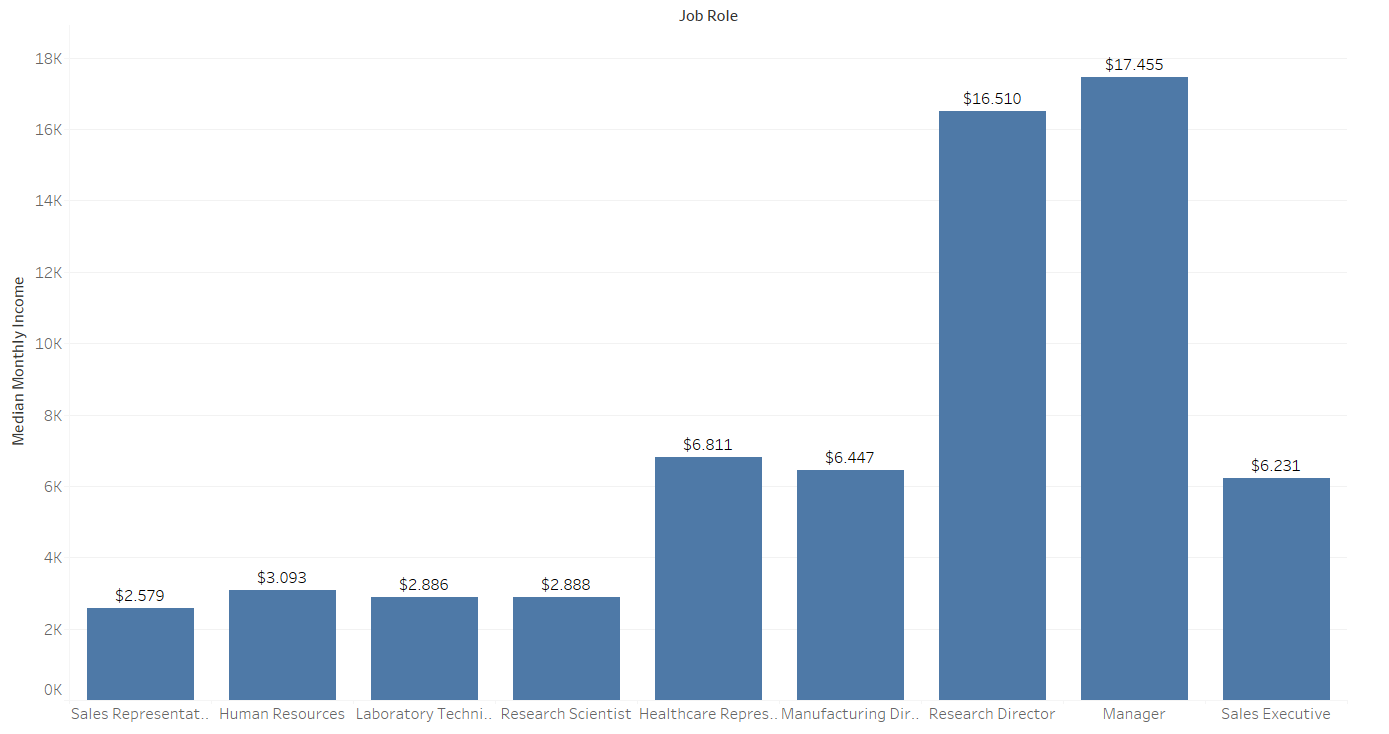 Job Role
Median Monthly Income
18K
16K
14K
12K
10K
8K
6K
4K
2K
0K
$2.579
$3.093
$2.886
$2.888
$6.811
$6.447
$16.510
$17.455
$6.231
Sales Representat..
Human Resources
Laboratory Techni..
Research Scientist
Healthcare Repres..
Manufacturing Dir..
Research Director
Manager
Sales Executive